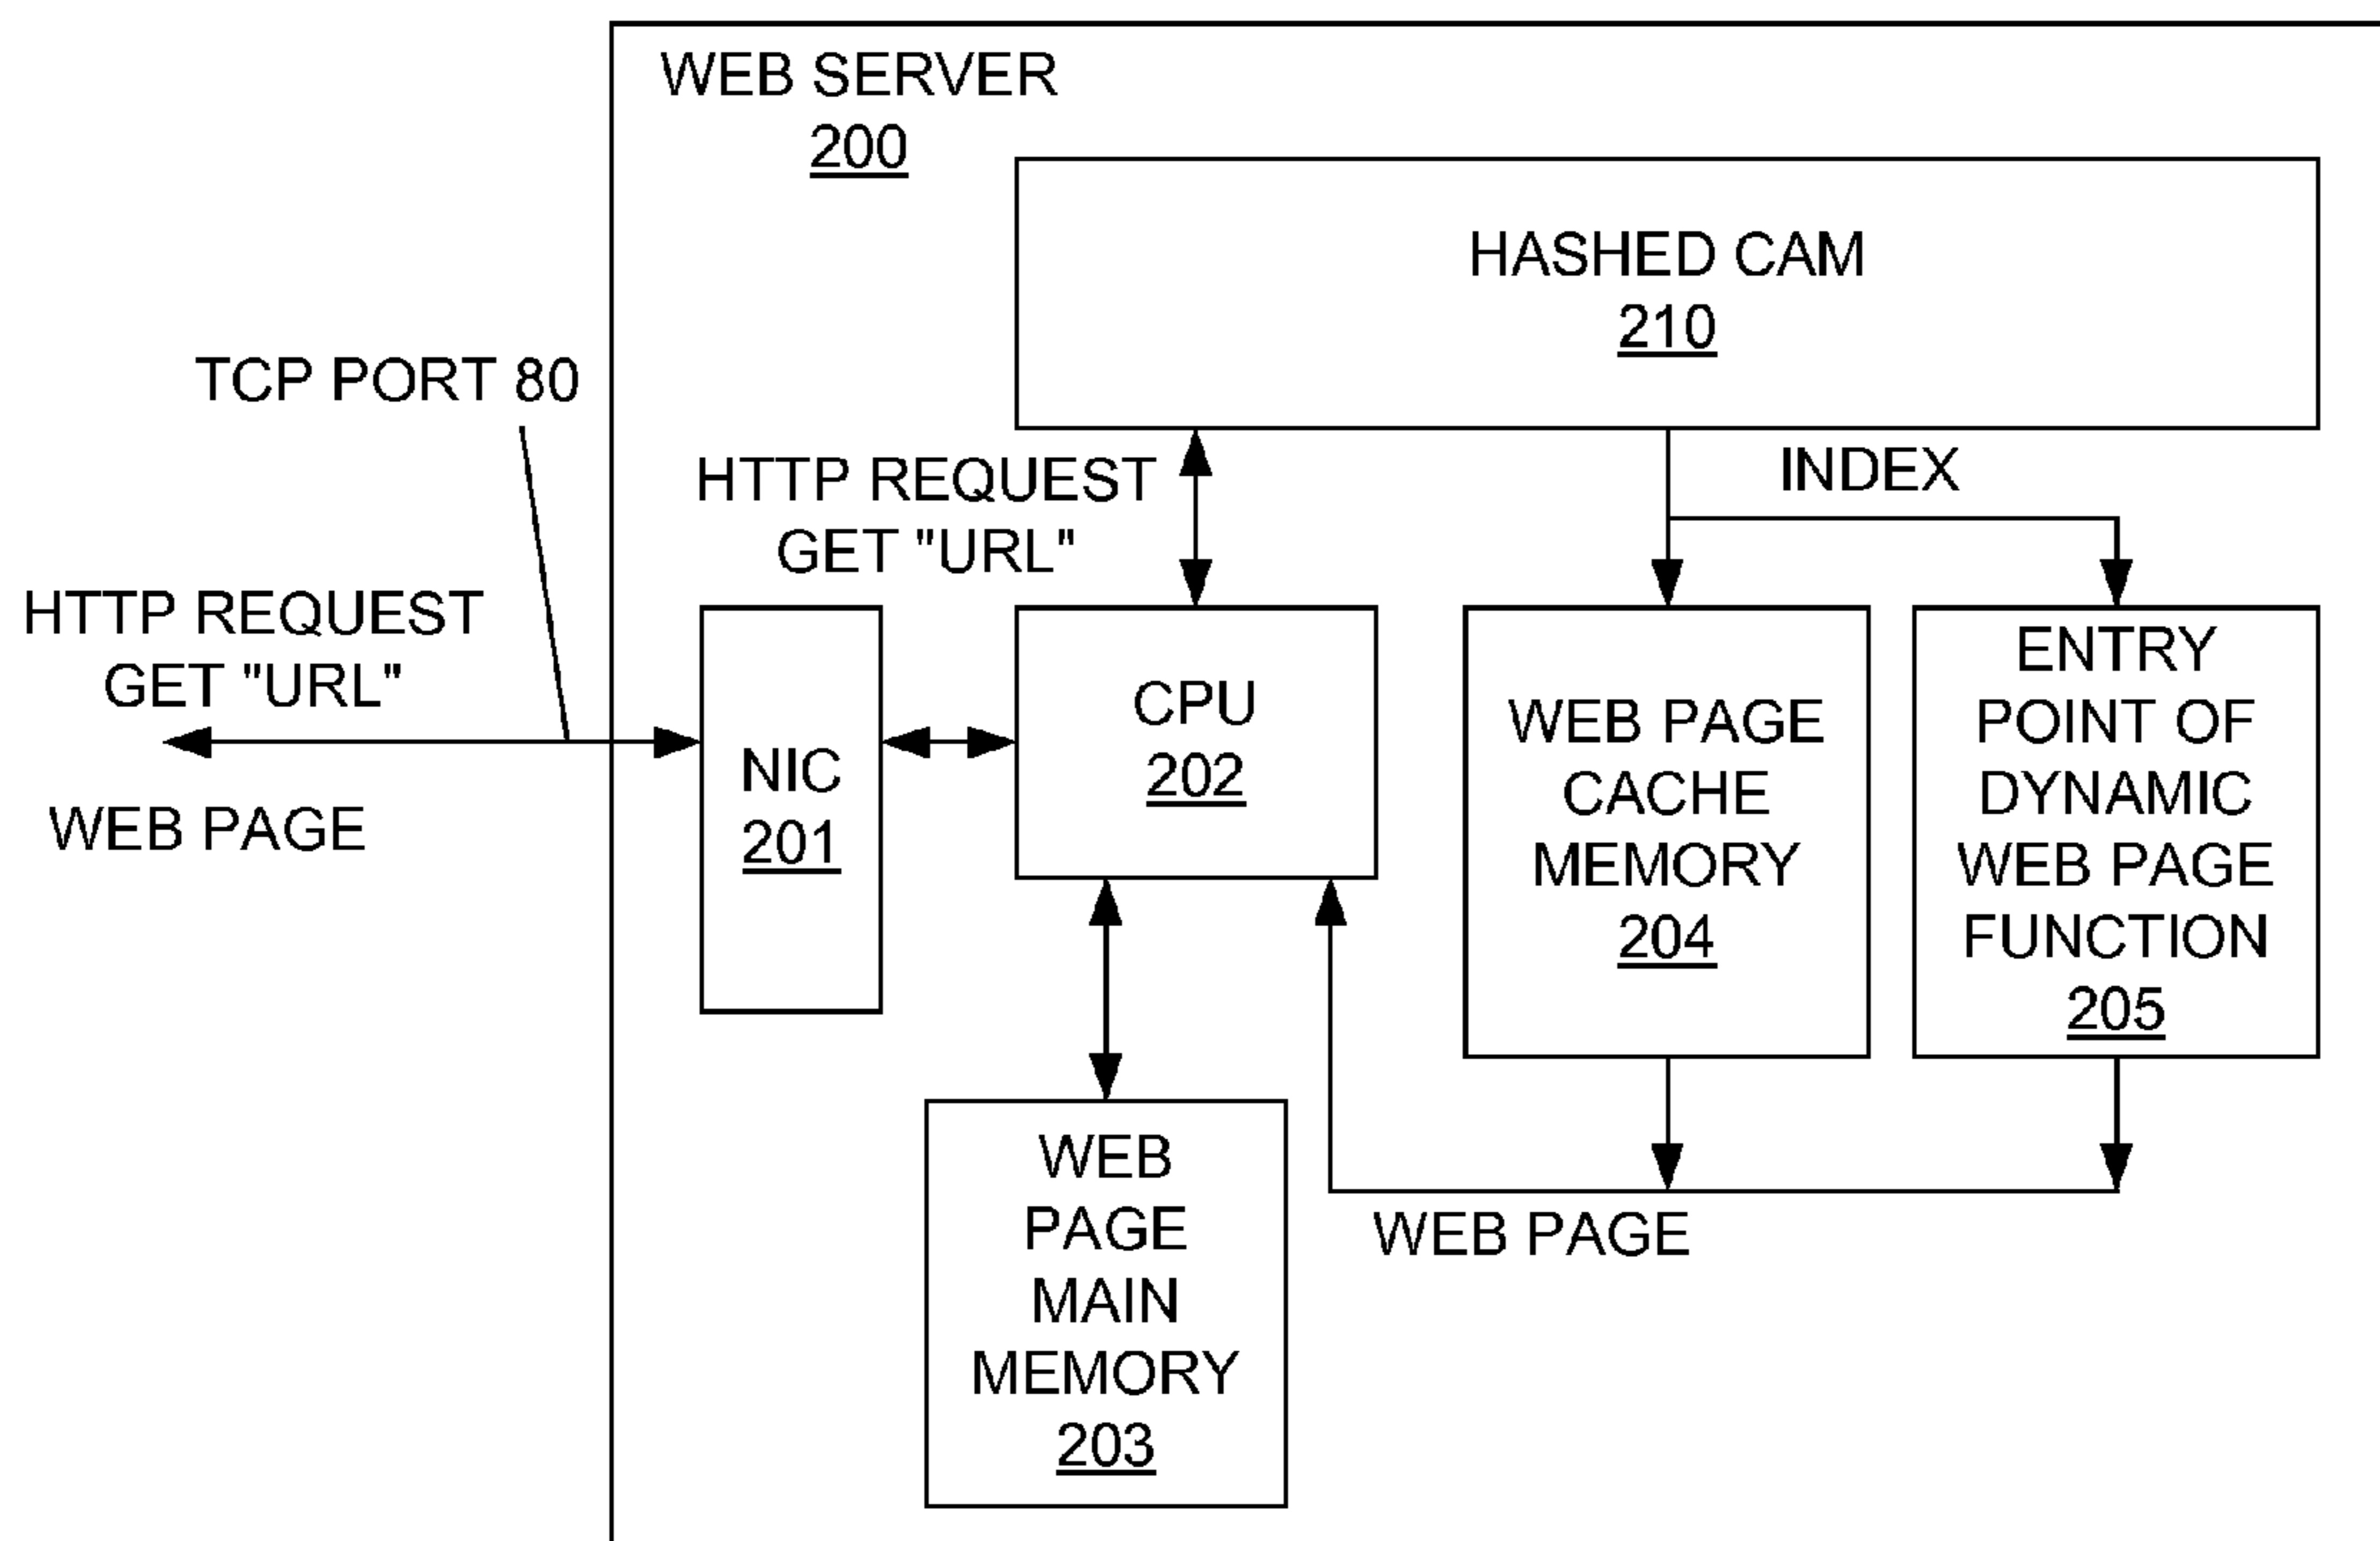 WEB SERVER
200
HASHED CAM
210
TCP PORT 80
HTTP REQUEST
GET "URL"
INDEX
HTTP REQUEST
GET "URL"
WEB PAGE
NIC
201
CPU
202
WEB PAGE
CACHE
MEMORY
204
ENTRY
POINT OF
DYNAMIC
WEB PAGE
FUNCTION
205
WEB
PAGE
MAIN
MEMORY
203
WEB PAGE